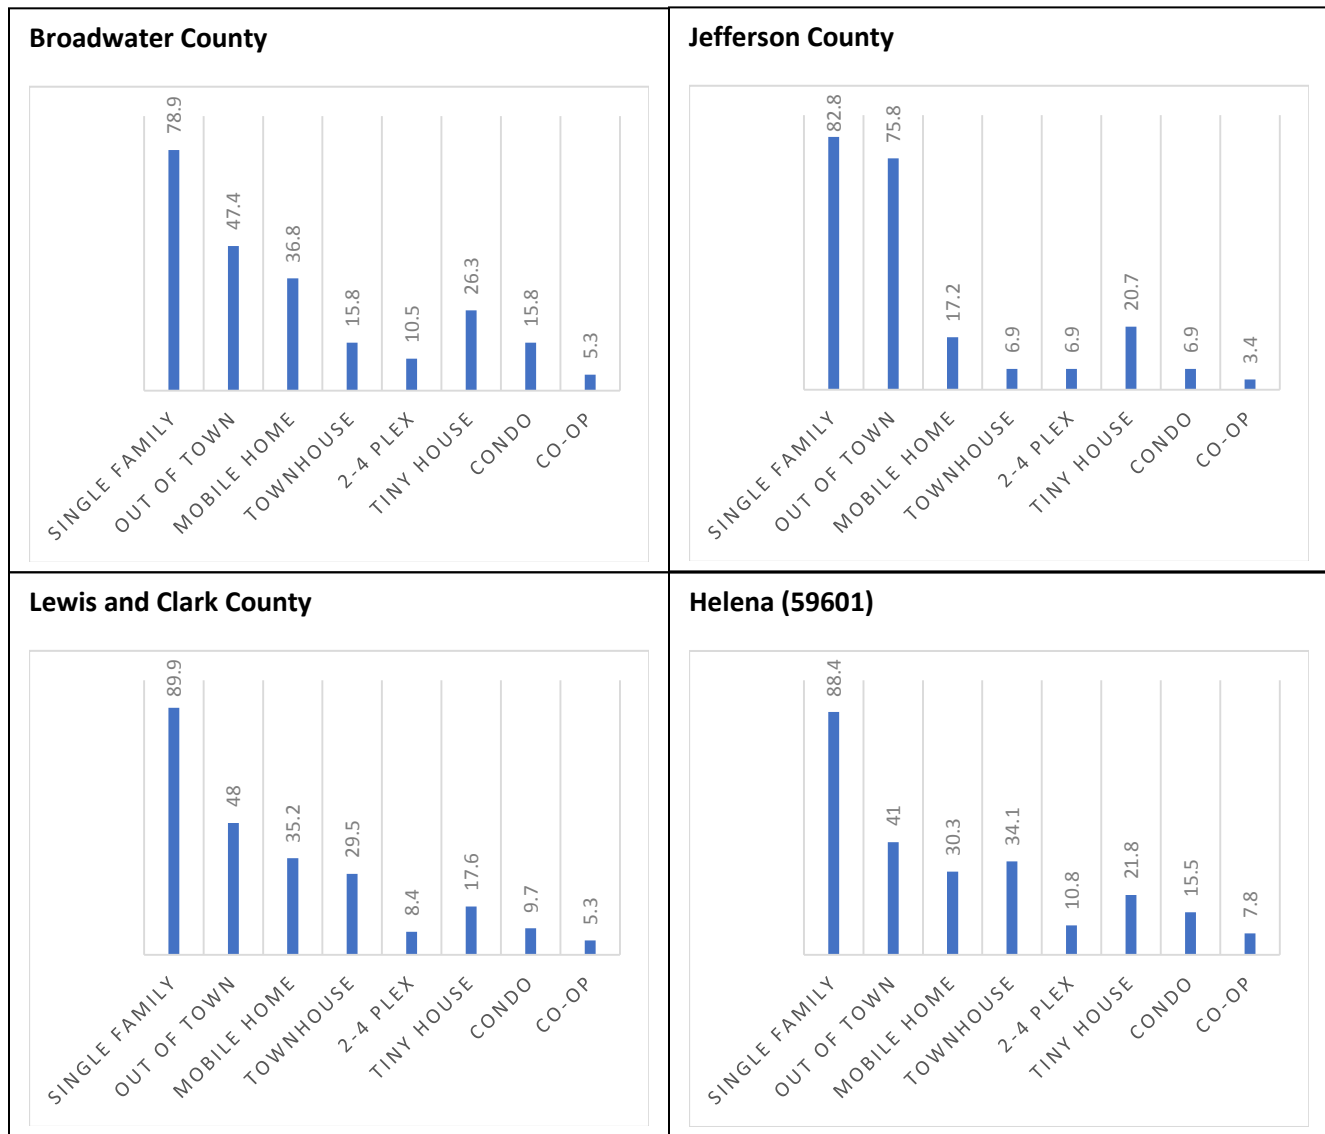 Broadwater County
78.9
47.4
36.8
15.8
10.5
26.3
15.8
5.3
SINGLE FAMILY
OUT OF TOWN
MOBILE HOME
TOWNHOUSE
2-4 PLEX
TINY HOUSE
CONDO
CO-OP
Jefferson County
82.8
75.8
17.2
6.9
6.9
20.7
6.9
3.4
SINGLE FAMILY
OUT OF TOWN
MOBILE HOME
TOWNHOUSE
2-4 PLEX
TINY HOUSE
CONDO
CO-OP
Lewis and Clark County
89.9
48
35.2
29.5
8.4
17.6
9.7
5.3
SINGLE FAMILY
OUT OF TOWN
MOBILE HOME
TOWNHOUSE
2-4 PLEX
TINY HOUSE
CONDO
CO-OP
Helena (59601)
88.4
41
30.3
34.1
10.8
21.8
15.5
7.8
SINGLE FAMILY
OUT OF TOWN
MOBILE HOME
TOWNHOUSE
2-4 PLEX
TINY HOUSE
CONDO
CO-OP